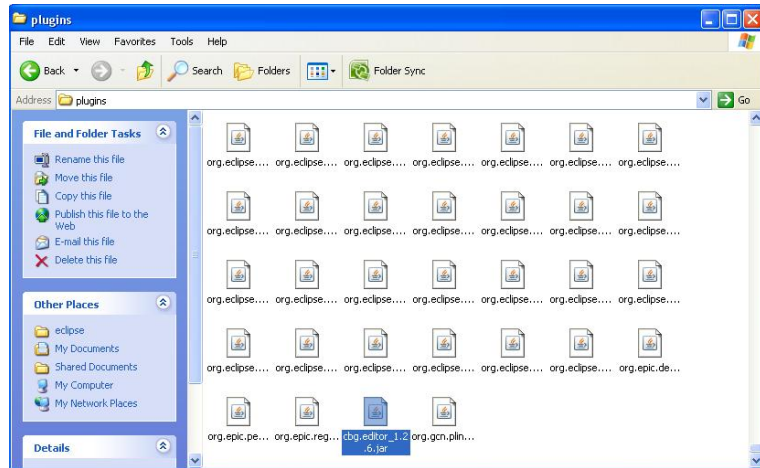 plugins
File Edit View Favorites Tools Help
Back Search Folders Folder Sync
Address plugins Go
File and Folder Tasks
Rename this file
Move this file
Copy this file
Publish this file to the
Web
E-mail this file
Delete this file
Other Places
eclipse
My Documents
Shared Documents
My Computer
My Network Places
Details
org.eclipse.... org.eclipse.... org.eclipse.... org.eclipse.... org.eclipse.... org.eclipse.... org.eclipse....
org.eclipse.... org.eclipse.... org.eclipse.... org.eclipse.... org.eclipse.... org.eclipse.... org.eclipse....
org.eclipse.... org.eclipse.... org.eclipse.... org.eclipse.... org.eclipse.... org.eclipse.... org.eclipse....
org.eclipse.... org.eclipse.... org.eclipse.... org.eclipse.... org.eclipse.... org.eclipse.... org.epic.de...
org.epic.pe... org.epic.reg... cbg.editor_1.2 org.gcn.plin...
.6.jar